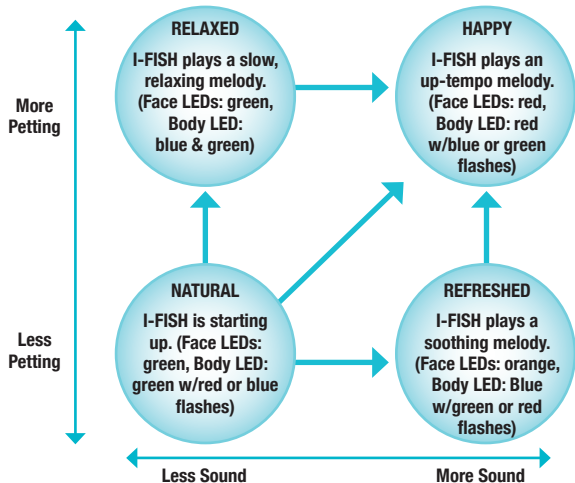 RELAXED
I-FISH plays a slow,
relaxing melody.
(Face LEDs: green,
Body LED:
blue & green)
HAPPY
I-FISH plays an
up-tempo melody.
(Face LEDs: red,
Body LED: red
w/blue or green
flashes)
More
Petting
Less
Petting
NATURAL
I-FISH is starting
up. (Face LEDs:
green, Body LED:
green w/red or blue
flashes)
REFRESHED
I-FISH plays a
soothing melody.
(Face LEDs: orange,
Body LED: Blue
w/green or red
flashes)
Less Sound
More Sound